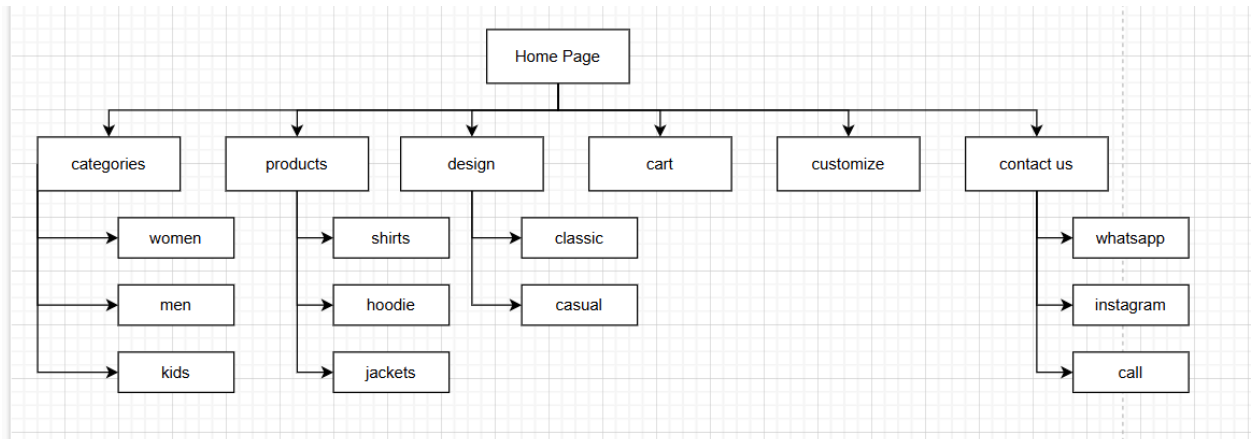 Home Page
categories
products
design
cart
customize
contact us
women
shirts
classic
whatsapp
men
hoodie
casual
instagram
kids
jackets
call